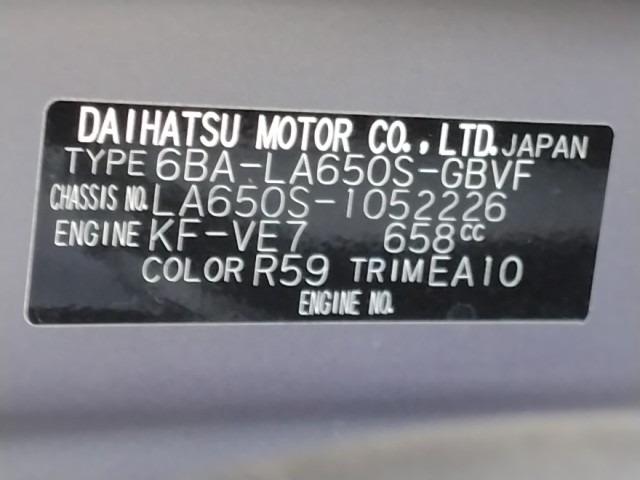 DAIHATSU MOTOR CO., LTD. JAPAN
TYPE 6BA-LA650S-GBVF
CHASSIS NO. LA650S-1052226
ENGINE KF-VE7 658cc
COLOR R59 TRIM EA10
ENGINE NO.